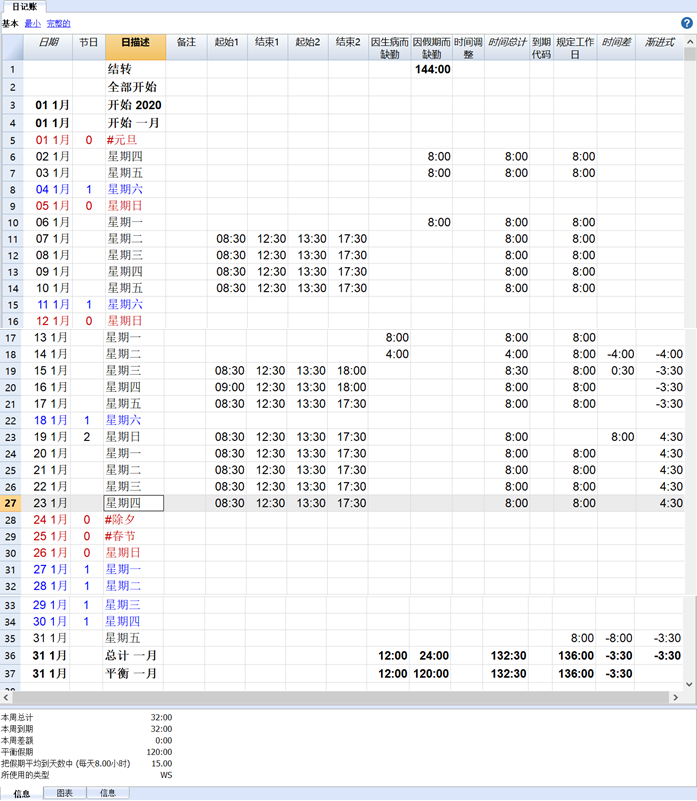 日记账
基本 最小 完整的
日期 节日 日描述 备注 起始1 结束1 起始2 结束2 因生病而缺勤 因假期而缺勤 时间调整 时间总计 到期代码 规定工作日 时间差 渐进式
1 结转 144:00
2 全部开始
3 01 1月 开始 2020
4 01 1月 开始 一月
5 01 1月 0 #元旦
6 02 1月 星期四 8:00 8:00 8:00
7 03 1月 星期五 8:00 8:00 8:00
8 04 1月 1 星期六
9 05 1月 0 星期日
10 06 1月 星期一 8:00 8:00 8:00
11 07 1月 星期二 08:30 12:30 13:30 17:30 8:00 8:00
12 08 1月 星期三 08:30 12:30 13:30 17:30 8:00 8:00
13 09 1月 星期四 08:30 12:30 13:30 17:30 8:00 8:00
14 10 1月 星期五 08:30 12:30 13:30 17:30 8:00 8:00
15 11 1月 1 星期六
16 12 1月 0 星期日
17 13 1月 星期一 8:00 8:00 8:00
18 14 1月 星期二 4:00 4:00 8:00 -4:00 -4:00
19 15 1月 星期三 08:30 12:30 13:30 18:00 8:30 8:00 0:30 -3:30
20 16 1月 星期四 09:00 12:30 13:30 18:00 8:00 8:00 -3:30
21 17 1月 星期五 08:30 12:30 13:30 17:30 8:00 8:00 -3:30
22 18 1月 1 星期六
23 19 1月 2 星期日 08:30 12:30 13:30 17:30 8:00 8:00 4:30
24 20 1月 星期一 08:30 12:30 13:30 17:30 8:00 8:00 4:30
25 21 1月 星期二 08:30 12:30 13:30 17:30 8:00 8:00 4:30
26 22 1月 星期三 08:30 12:30 13:30 17:30 8:00 8:00 4:30
27 23 1月 星期四 08:30 12:30 13:30 17:30 8:00 8:00 4:30
28 24 1月 0 #除夕
29 25 1月 0 #春节
30 26 1月 0 星期日
31 27 1月 1 星期一
32 28 1月 1 星期二
33 29 1月 1 星期三
34 30 1月 1 星期四
35 31 1月 星期五 8:00 -8:00 -3:30
36 31 1月 总计 一月 12:00 24:00 132:30 136:00 -3:30 -3:30
37 31 1月 平衡 一月 12:00 120:00 132:30 136:00 -3:30
本周总计 32:00
本周到期 32:00
本周差额 0:00
平衡假期 120:00
把假期平均到天数中 (每天8.00小时) 15.00
所使用的类型 WS
信息 图表 信息